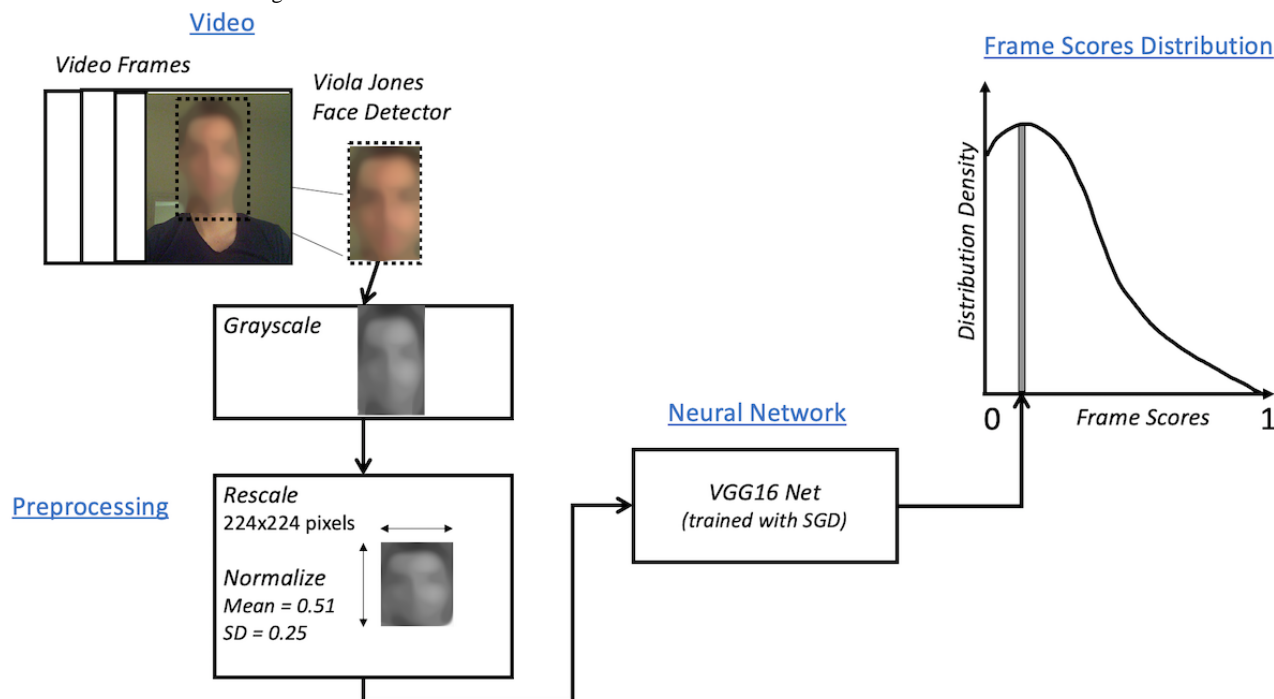 Video
Video Frames
Viola Jones
Face Detector
Grayscale
Preprocessing
Rescale
224x224 pixels
Normalize
Mean = 0.51
SD = 0.25
Neural Network
VGG16 Net
(trained with SGD)
Frame Scores Distribution
Distribution Density
0 Frame Scores 1